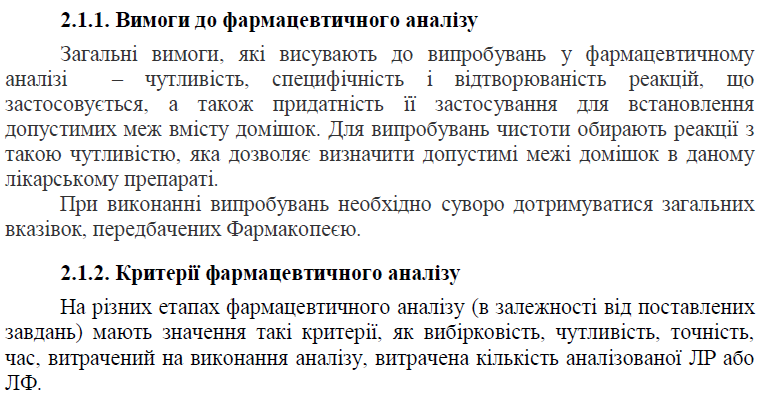 2.1.1. Вимоги до фармацевтичного аналізу
Загальні вимоги, які висувають до випробувань у фармацевтичному
аналізі – чутливість, специфічність і відтворюваність реакцій, що
застосовується, а також придатність її застосування для встановлення
допустимих меж вмісту домішок. Для випробувань чистоти обирають реакції з
такою чутливістю, яка дозволяє визначити допустимі межі домішок в даному
лікарському препараті.
При виконанні випробувань необхідно суворо дотримуватися загальних
вказівок, передбачених Фармакопеєю.
2.1.2. Критерії фармацевтичного аналізу
На різних етапах фармацевтичного аналізу (в залежності від поставлених
завдань) мають значення такі критерії, як вибірковість, чутливість, точність,
час, витрачений на виконання аналізу, витрачена кількість аналізованої ЛР або
ЛФ.